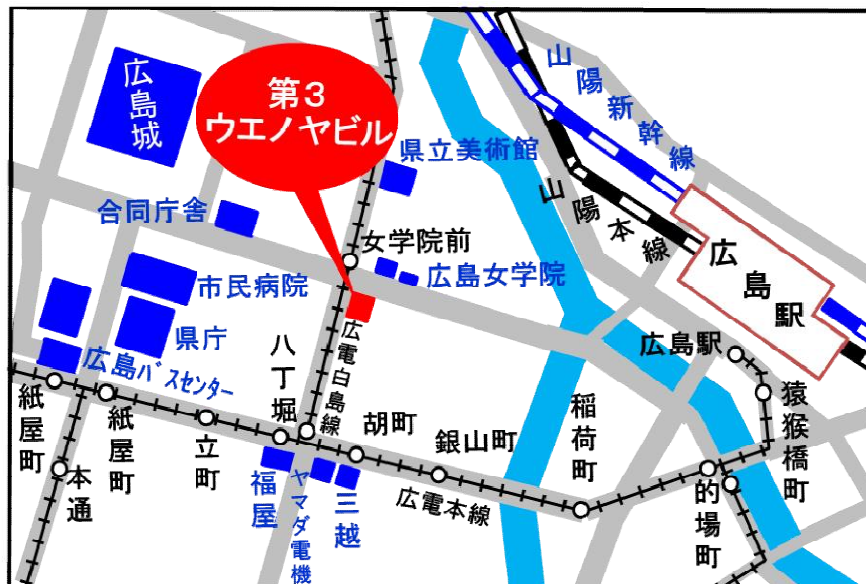 広島城
第3
ウエノヤビル
県立美術館
山陽新幹線
山陽本線
合同庁舎
女学院前
広島女学院
広島駅
市民病院
県庁
広電白島線
八丁堀
広島駅
広島バスセンター
猿猴橋町
紙屋町
紙屋町
立町
胡町
銀山町
稲荷町
的場町
本通
福屋
ヤマダ電機
三越
広電本線